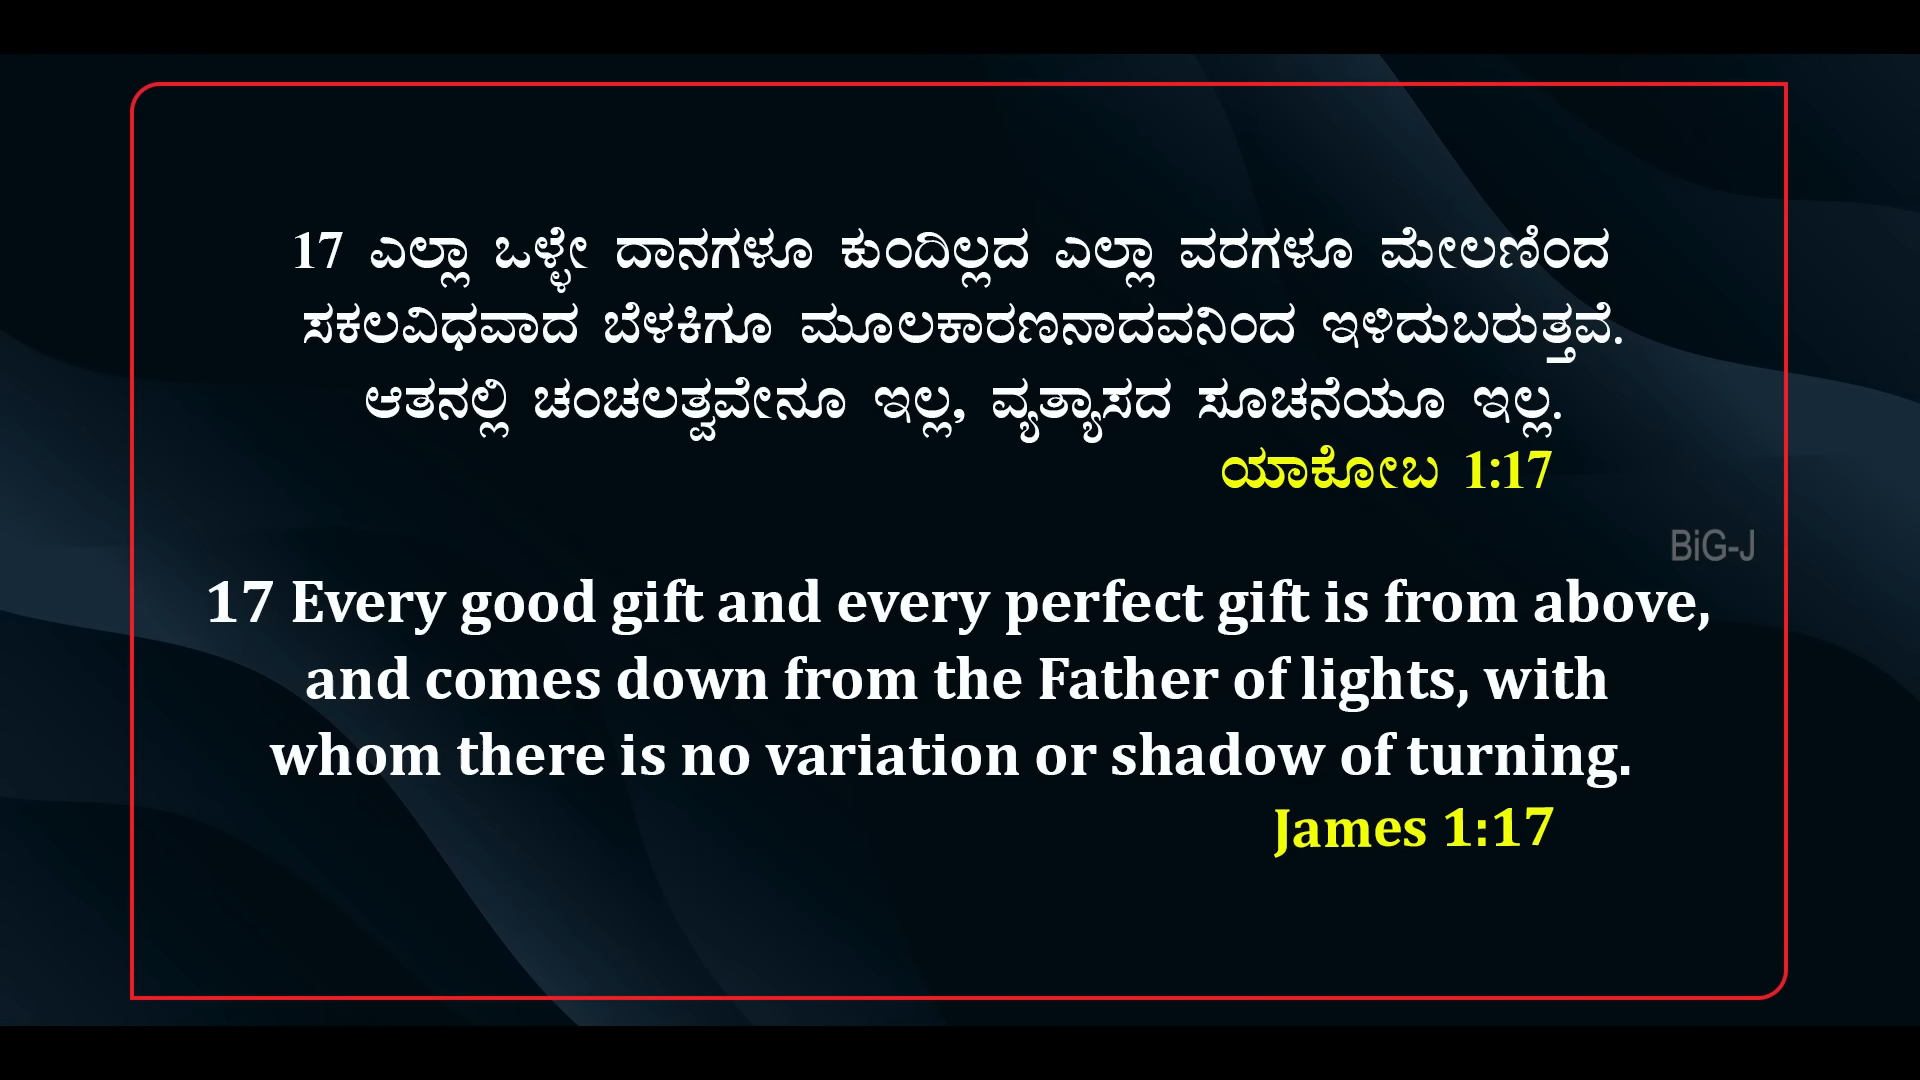 17 ಎಲ್ಲಾ ಒಳ್ಳೇ ದಾನಗಳೂ ಕುಂದಿಲ್ಲದ ಎಲ್ಲಾ ವರಗಳೂ ಮೇಲಣಿಂದ
ಸಕಲವಿಧವಾದ ಬೆಳಕಿಗೂ ಮೂಲಕಾರಣನಾದವನಿಂದ ಇಳಿದುಬರುತ್ತವೆ.
ಆತನಲ್ಲಿ ಚಂಚಲತ್ವವೇನೂ ಇಲ್ಲ, ವ್ಯತ್ಯಾಸದ ಸೂಚನೆಯೂ ಇಲ್ಲ.
ಯಾಕೋಬ 1:17
BiG-J
17 Every good gift and every perfect gift is from above,
and comes down from the Father of lights, with
whom there is no variation or shadow of turning.
James 1:17